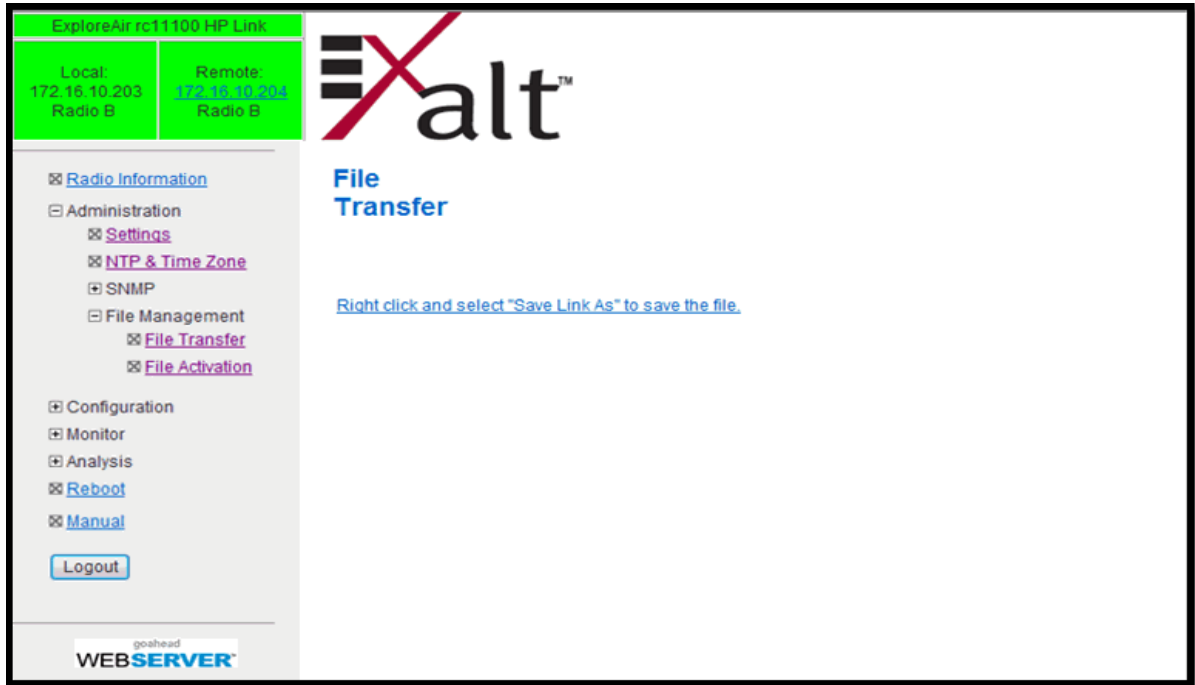 ExploreAir rc11100 HP Link
Local:
172.16.10.203
Radio B
Remote:
172.16.10.204
Radio B
Exalt™
Radio Information
Administration
Settings
NTP & Time Zone
SNMP
File Management
File Transfer
File Activation
Configuration
Monitor
Analysis
Reboot
Manual
Logout
goahead
WEBSERVER™
File
Transfer
Right click and select "Save Link As" to save the file.